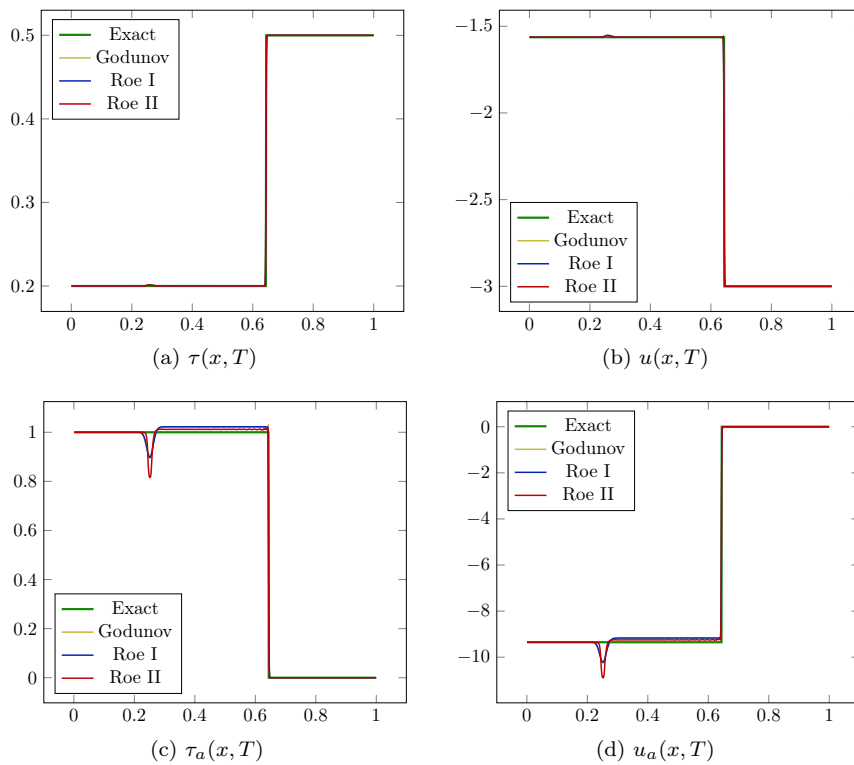 0.5
0.4
0.3
0.2
0 0.2 0.4 0.6 0.8 1
Exact
Godunov
Roe I
Roe II
(a) τ(x, T)
−1.5
−2
−2.5
−3
0 0.2 0.4 0.6 0.8 1
Exact
Godunov
Roe I
Roe II
(b) u(x, T)
1
0.8
0.6
0.4
0.2
0
0 0.2 0.4 0.6 0.8 1
Exact
Godunov
Roe I
Roe II
(c) τₐ(x, T)
0
−2
−4
−6
−8
−10
0 0.2 0.4 0.6 0.8 1
Exact
Godunov
Roe I
Roe II
(d) uₐ(x, T)